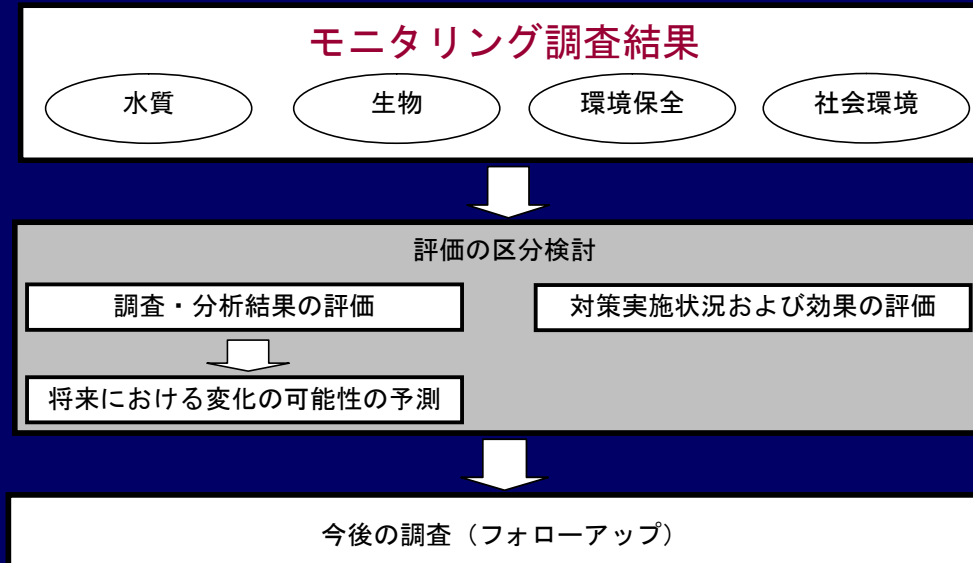 モニタリング調査結果
水質
生物
環境保全
社会環境
評価の区分検討
調査・分析結果の評価
対策実施状況および効果の評価
将来における変化の可能性の予測
今後の調査（フォローアップ）